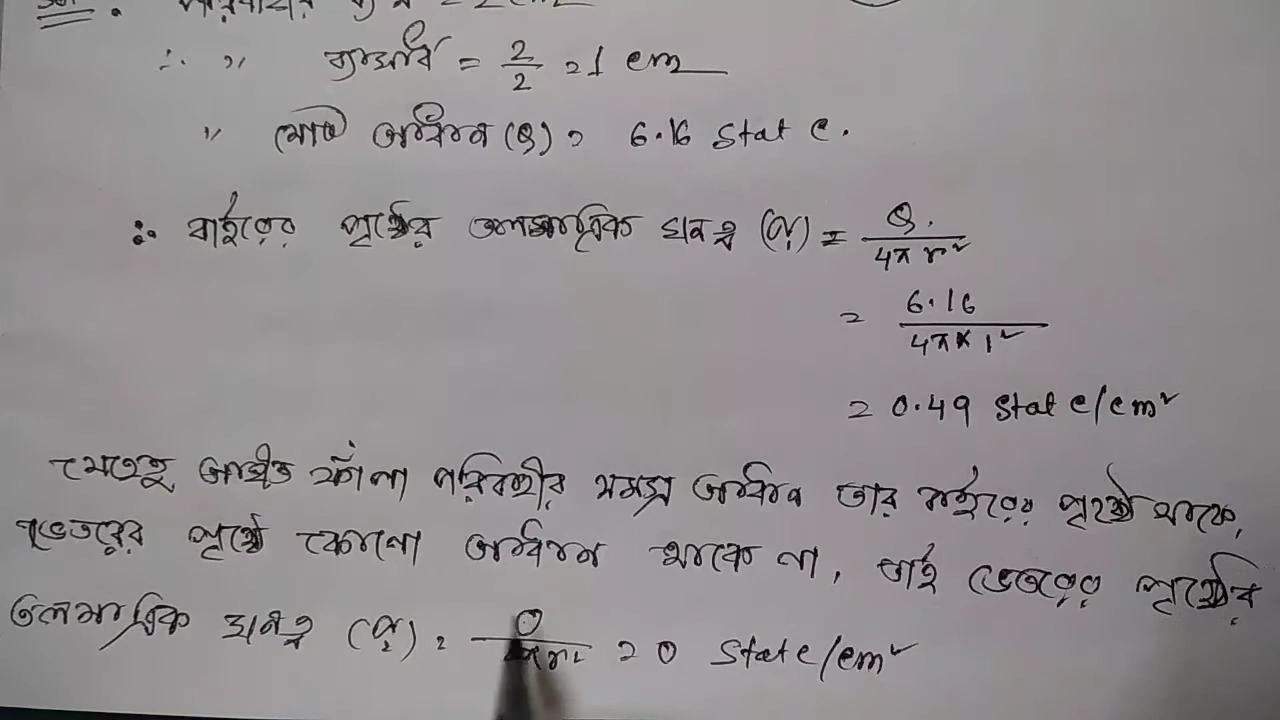 ∴ ,, ব্যাসার্ধ = 2/2 = 1 cm
,, মোট আধান (Q) = 6.16 Stat C.
∴ বাইরের পৃষ্ঠের তলমাত্রিক ঘনত্ব (σ₁) = Q/4πr²
= 6.16/4π×1²
= 0.49 Stat C/cm²
যেহেতু আহিত ফাঁপা পরিবাহীর সমস্ত আধান তার বাইরের পৃষ্ঠে থাকে,
ভেতরের পৃষ্ঠে কোনো আধান থাকে না, তাই ভেতরের পৃষ্ঠের
তলমাত্রিক ঘনত্ব (σ₂) = 0/4πr² = 0 Stat C/cm²